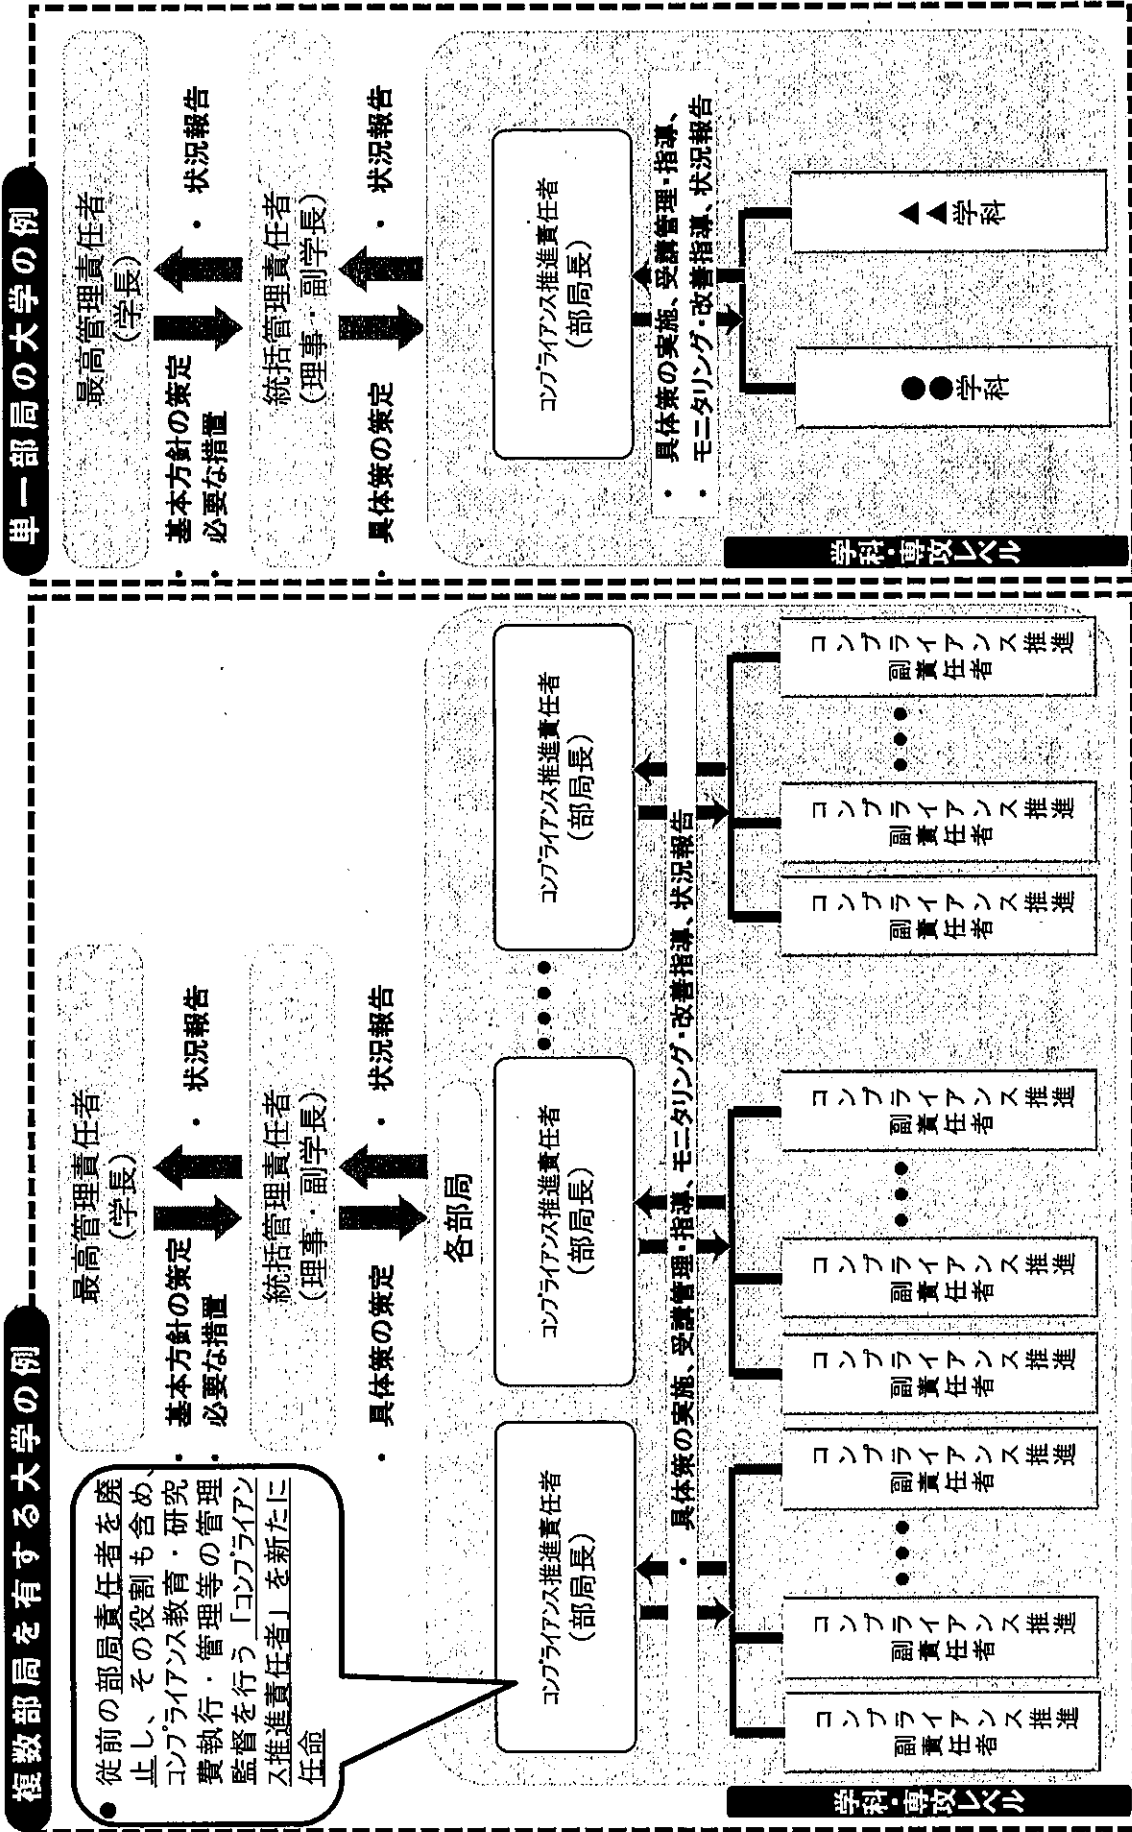 複数部局を有する大学の例
最高管理責任者
(学長)
・ 基本方針の策定
・ 必要な措置
・ 状況報告
統括管理責任者
(理事・副学長)
・ 具体策の策定
・ 状況報告
● 従前の部局責任者を廃
止し、その役割も含め、
コンプライアンス教育・研究
費執行・管理等の管理
監督を行う「コンプライアン
ス推進責任者」を新たに
任命
各部局
コンプライアンス推進責任者
(部局長)
コンプライアンス推進責任者
(部局長)
●●●●
コンプライアンス推進責任者
(部局長)
・ 具体策の実施、受講管理・指導、モニタリング・改善指導、状況報告
学科・専攻レベル
コンプライアンス推進
副責任者
コンプライアンス推進
副責任者
●●●
コンプライアンス推進
副責任者
コンプライアンス推進
副責任者
コンプライアンス推進
副責任者
●●●
コンプライアンス推進
副責任者
コンプライアンス推進
副責任者
コンプライアンス推進
副責任者
●●●
コンプライアンス推進
副責任者
単一部局の大学の例
最高管理責任者
(学長)
・ 基本方針の策定
・ 必要な措置
・ 状況報告
統括管理責任者
(理事・副学長)
・ 具体策の策定
・ 状況報告
コンプライアンス推進責任者
(部局長)
・ 具体策の実施、受講管理・指導、
・ モニタリング・改善指導、状況報告
学科・専攻レベル
●●学科
▲▲学科